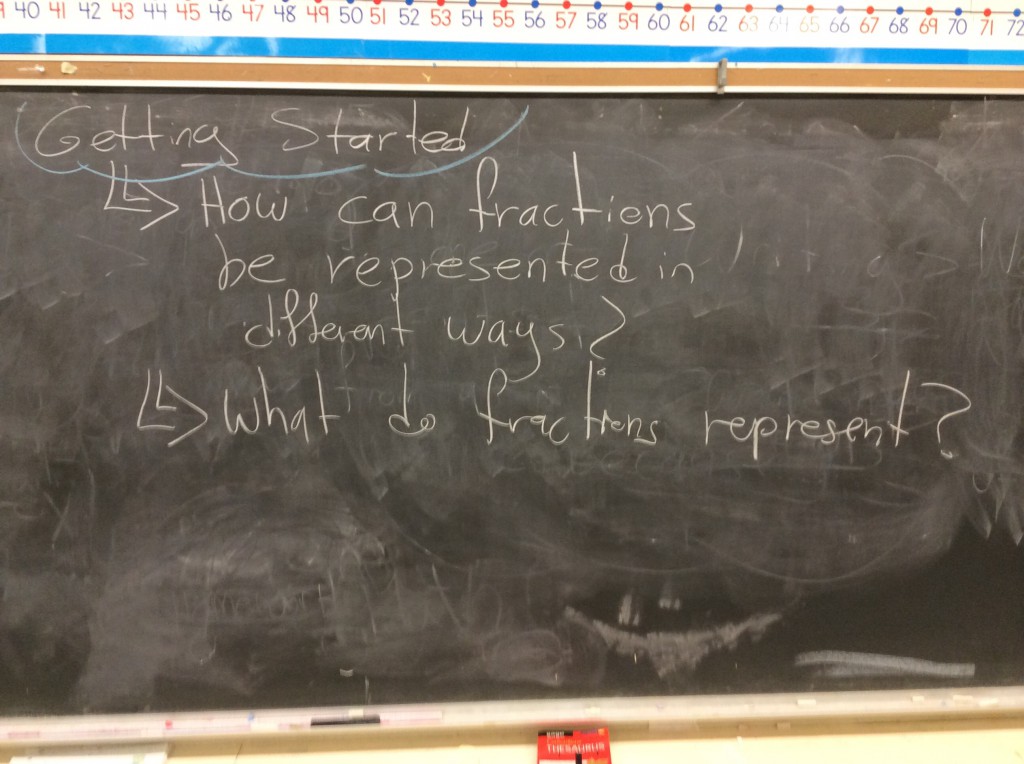 40 41 42 43 44 45 46 47 48 49 50 51 52 53 54 55 56 57 58 59 60 61 62 63 64 65 66 67 68 69 70 71 72
Getting Started
How can fractions
be represented in
different ways?
What do fractions represent?
THESAURUS